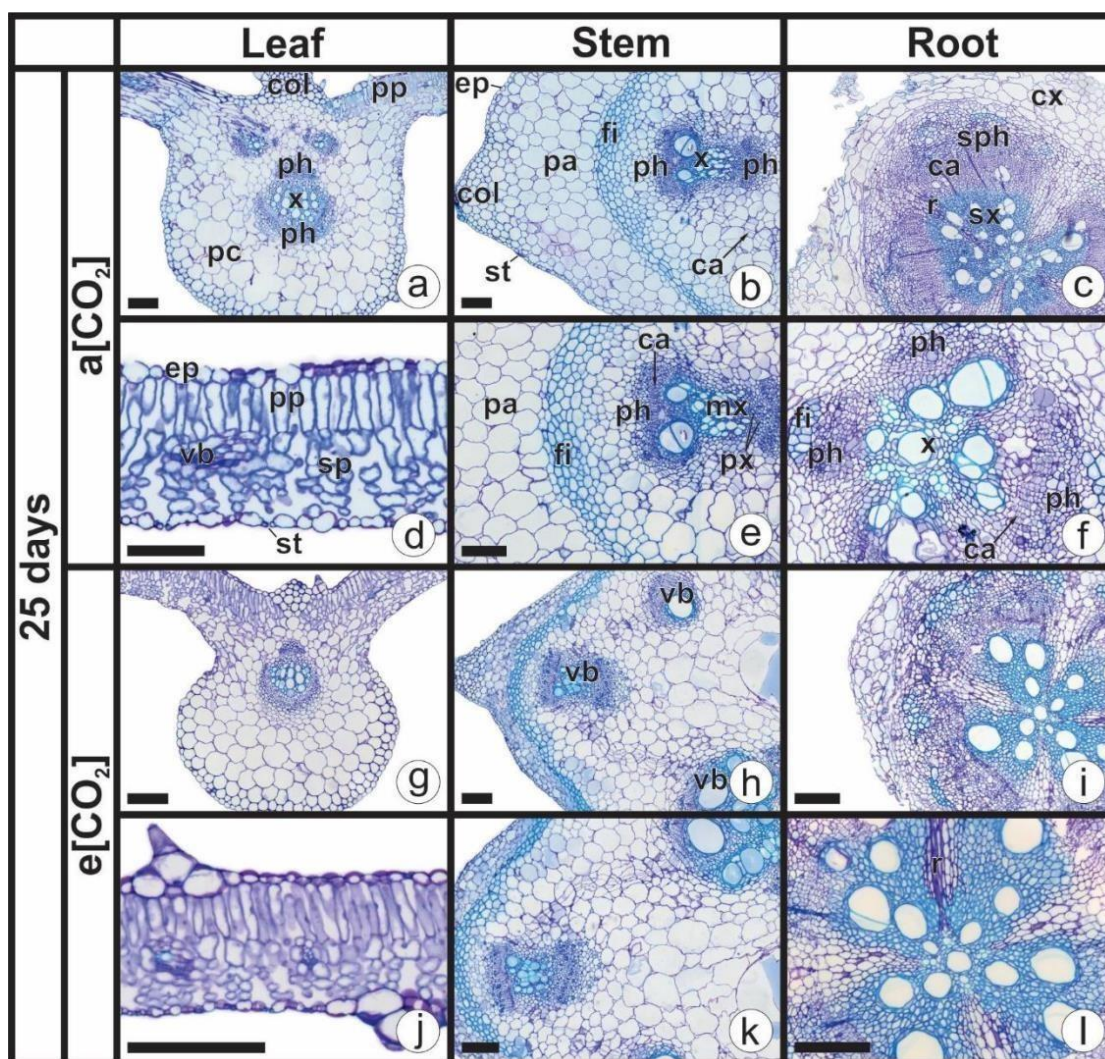 Leaf Stem Root
25 days
a[CO₂]
col pp
ph
x
ph
pc
a
ep
fi
pa ph x ph
col
st ca
b
cx
sph
ca
r
sx
c
ep
pp
vb
sp
st
d
ca
pa ph mx
fi px
e
ph
fi
ph x
ph
ca
f
e[CO₂]
g
vb
vb
vb
h
i
j
k
r
l